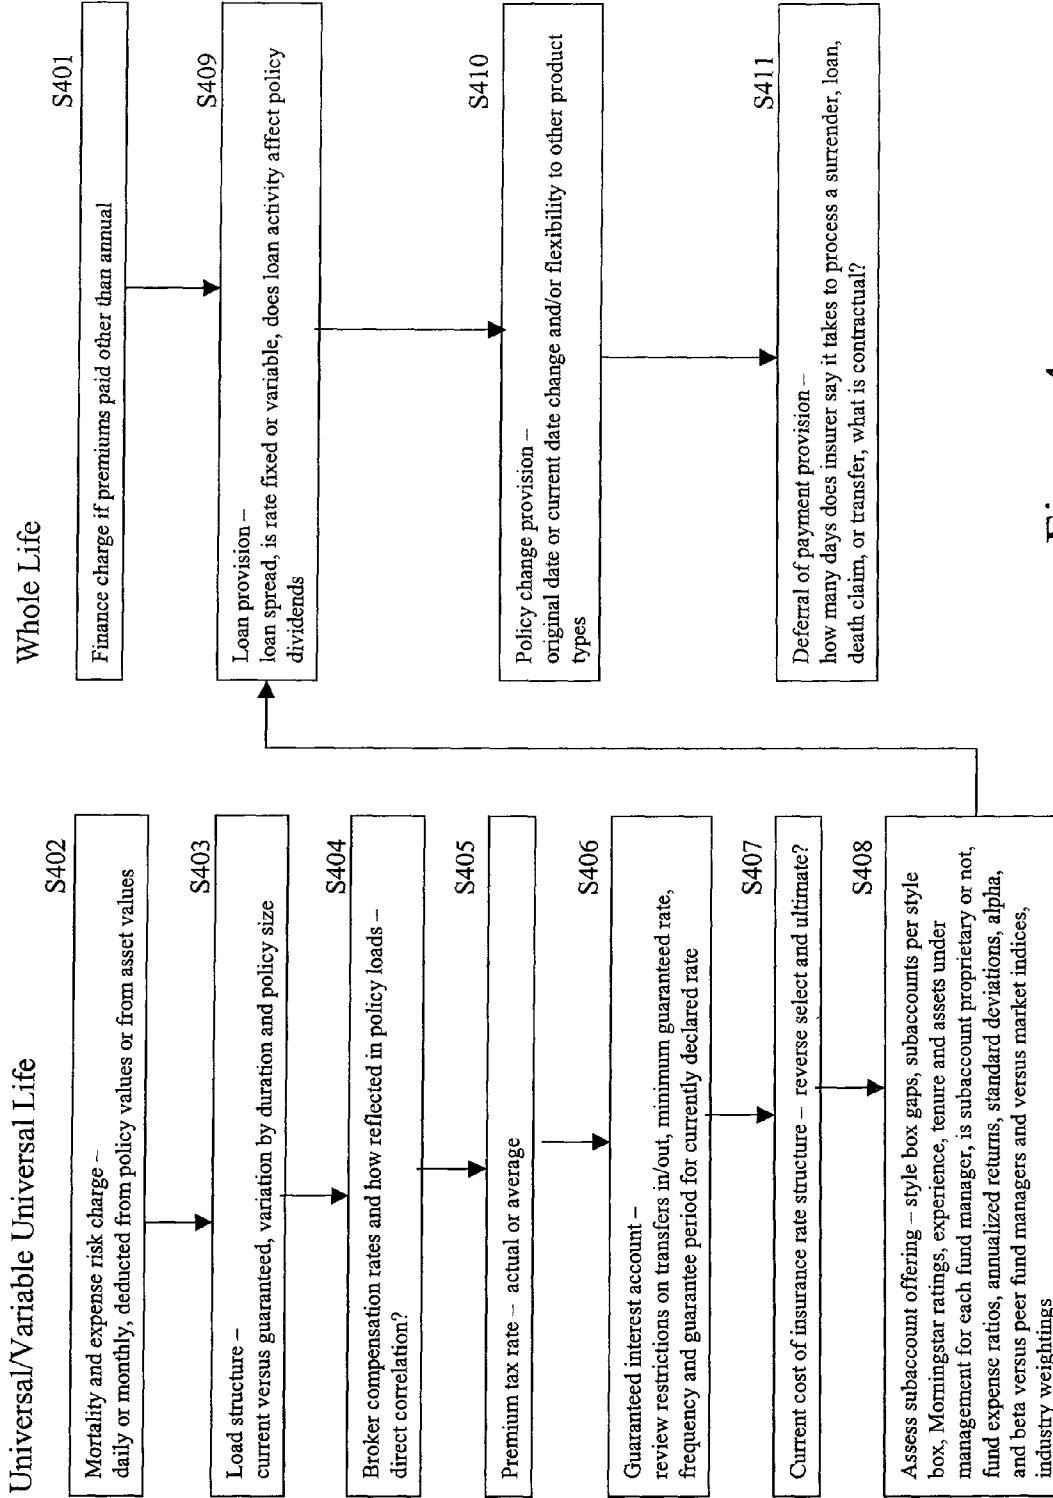 Universal/Variable Universal Life
S402
Mortality and expense risk charge –
daily or monthly, deducted from policy values or from asset values
S403
Load structure –
current versus guaranteed, variation by duration and policy size
S404
Broker compensation rates and how reflected in policy loads –
direct correlation?
S405
Premium tax rate – actual or average
S406
Guaranteed interest account –
review restrictions on transfers in/out, minimum guaranteed rate,
frequency and guarantee period for currently declared rate
S407
Current cost of insurance rate structure – reverse select and ultimate?
S408
Assess subaccount offering – style box gaps, subaccounts per style
box, Morningstar ratings, experience, tenure and assets under
management for each fund manager, is subaccount proprietary or not,
fund expense ratios, annualized returns, standard deviations, alpha,
and beta versus peer fund managers and versus market indices,
industry weightings
Whole Life
S401
Finance charge if premiums paid other than annual
S409
Loan provision –
loan spread, is rate fixed or variable, does loan activity affect policy
dividends
S410
Policy change provision –
original date or current date change and/or flexibility to other product
types
S411
Deferral of payment provision –
how many days does insurer say it takes to process a surrender, loan,
death claim, or transfer, what is contractual?